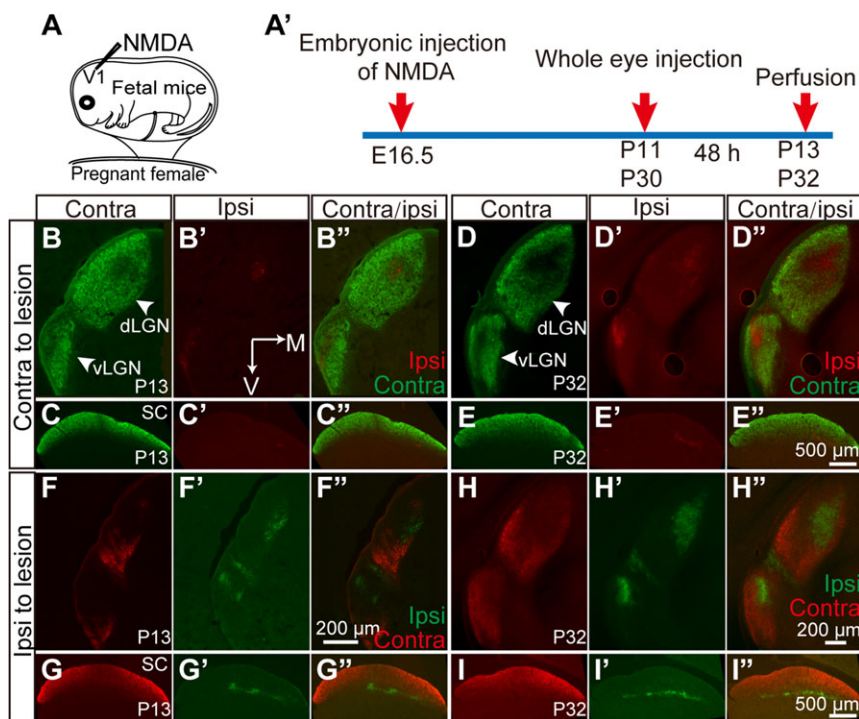 A
NMDA
V1
Fetal mice
Pregnant female
A'
Embryonic injection
of NMDA
Whole eye injection
Perfusion
E16.5
P11
48 h
P13
P30
P32
Contra
Ipsi
Contra/ipsi
Contra
Ipsi
Contra/ipsi
Contra to lesion
B
dLGN
vLGN
P13
B'
M
V
B''
Ipsi
Contra
D
dLGN
vLGN
P32
D'
D''
Ipsi
Contra
C
SC
P13
C'
C''
E
P32
E'
E''
500 µm
Ipsi to lesion
F
P13
F'
F''
Ipsi
Contra
200 µm
H
P32
H'
H''
Ipsi
Contra
200 µm
G
SC
P13
G'
G''
I
P32
I'
I''
500 µm